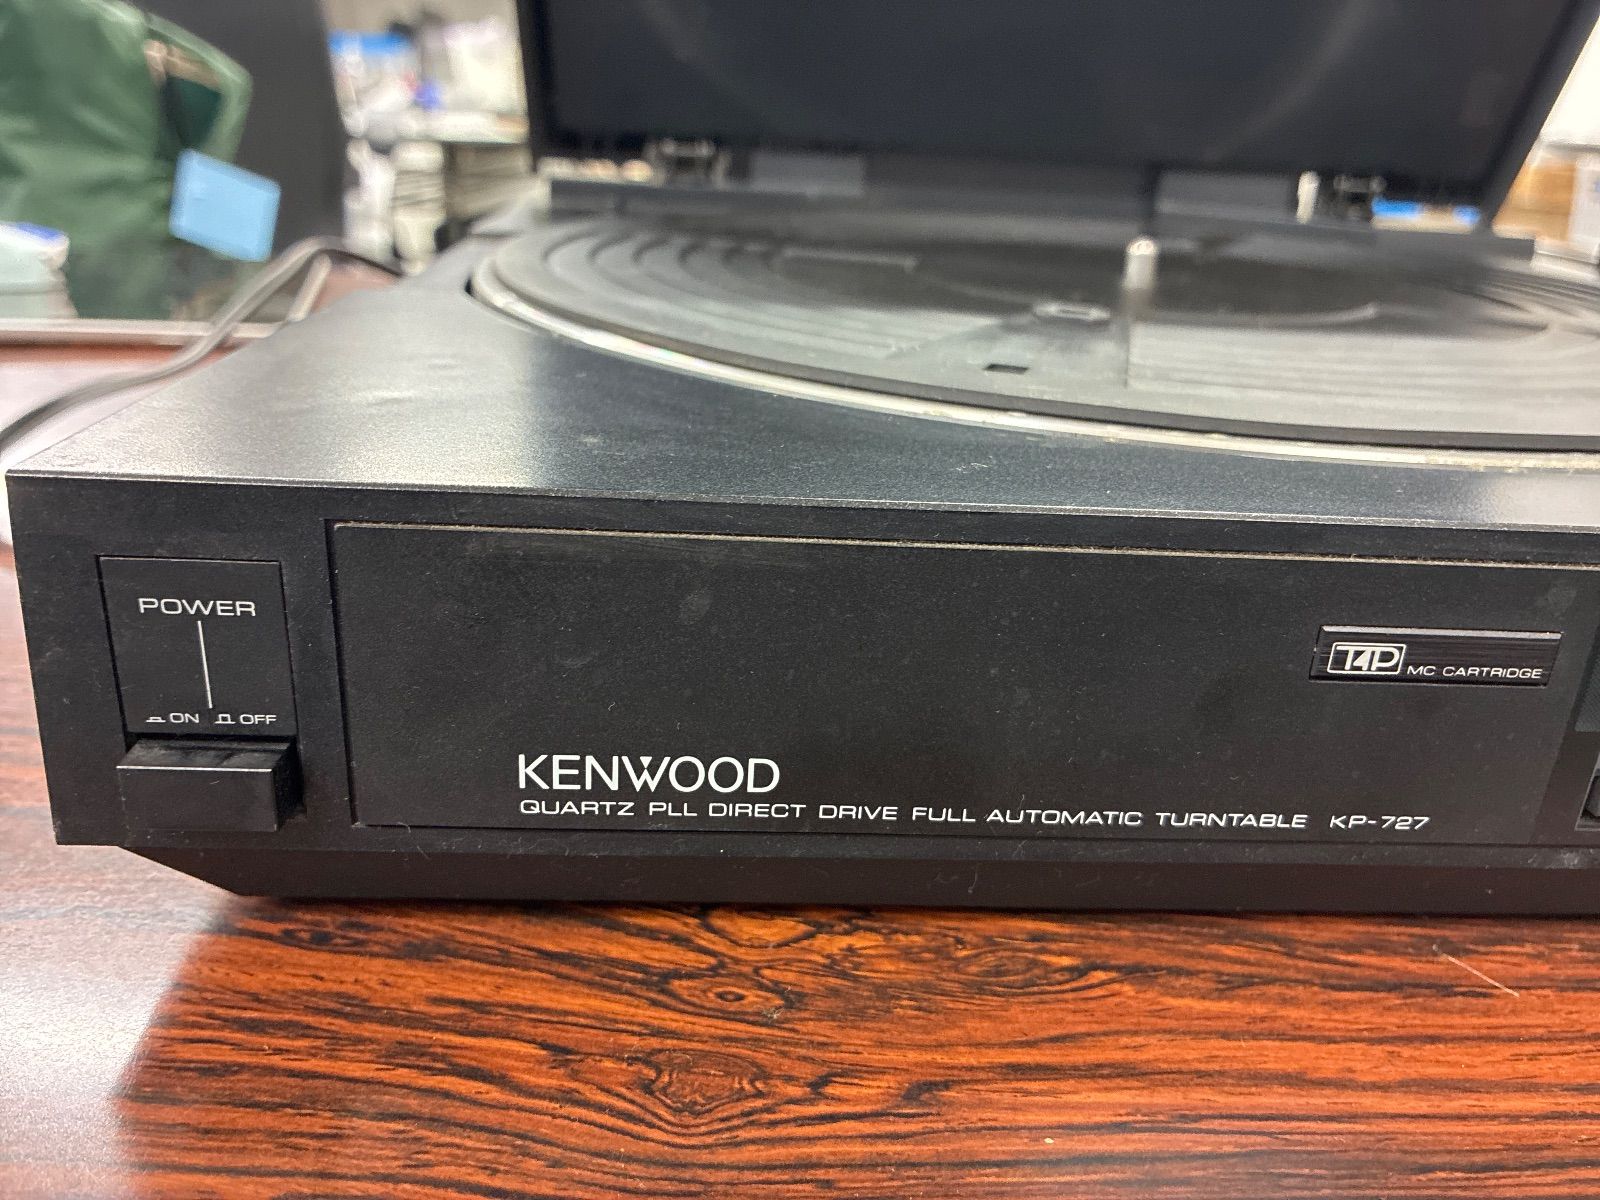 POWER
ON OFF
T4P MC CARTRIDGE
KENWOOD
QUARTZ PLL DIRECT DRIVE FULL AUTOMATIC TURNTABLE KP-727